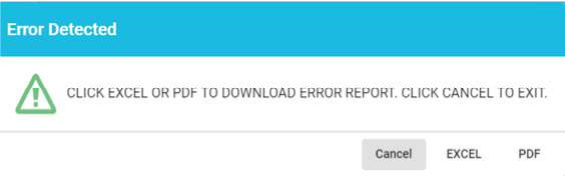 Error Detected
CLICK EXCEL OR PDF TO DOWNLOAD ERROR REPORT. CLICK CANCEL TO EXIT.
Cancel EXCEL PDF